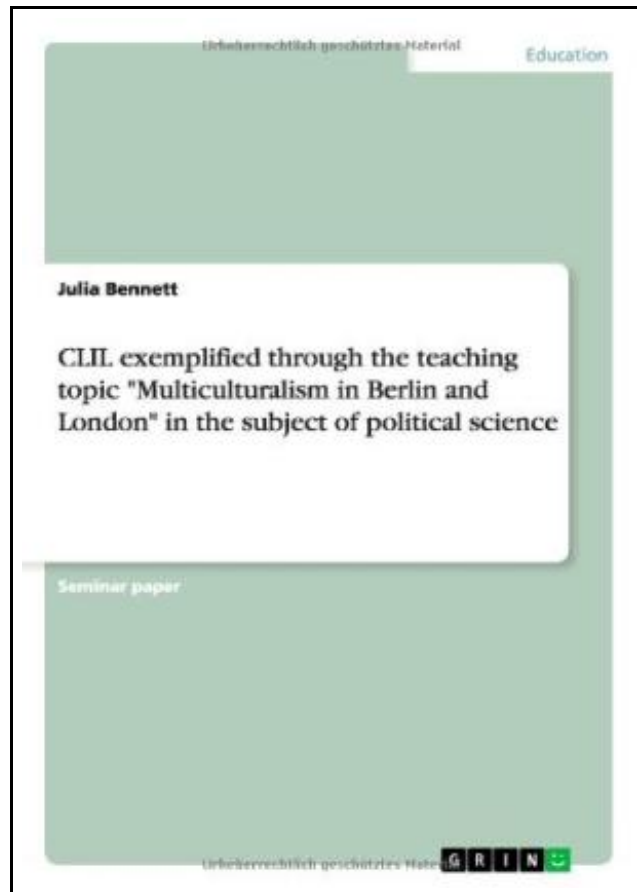 Urheberrechtlich geschütztes Material
Education
Julia Bennett
CLIL exemplified through the teaching
topic "Multiculturalism in Berlin and
London" in the subject of political science
Seminar paper
GRIN
Urheberrechtlich geschütztes Mater